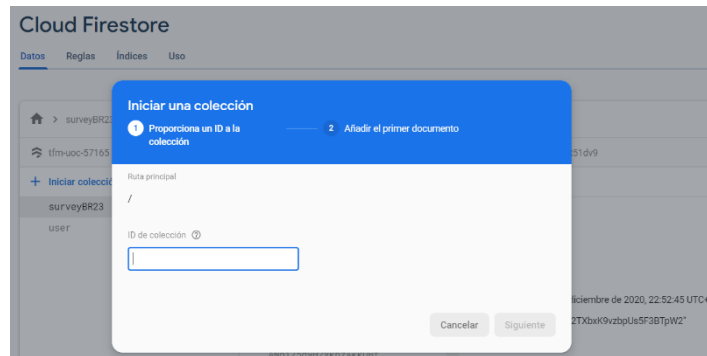 Cloud Firestore
Datos Reglas Índices Uso
Iniciar una colección
1 Proporciona un ID a la colección
2 Añadir el primer documento
> surveyBR23
tfm-uoc-57165
51dv9
+ Iniciar colecció
Ruta principal
/
surveyBR23
user
ID de colección
diciembre de 2020, 22:52:45 UTC+
Cancelar Siguiente
2TXbxK9vzbpUs5F3BTpW2"